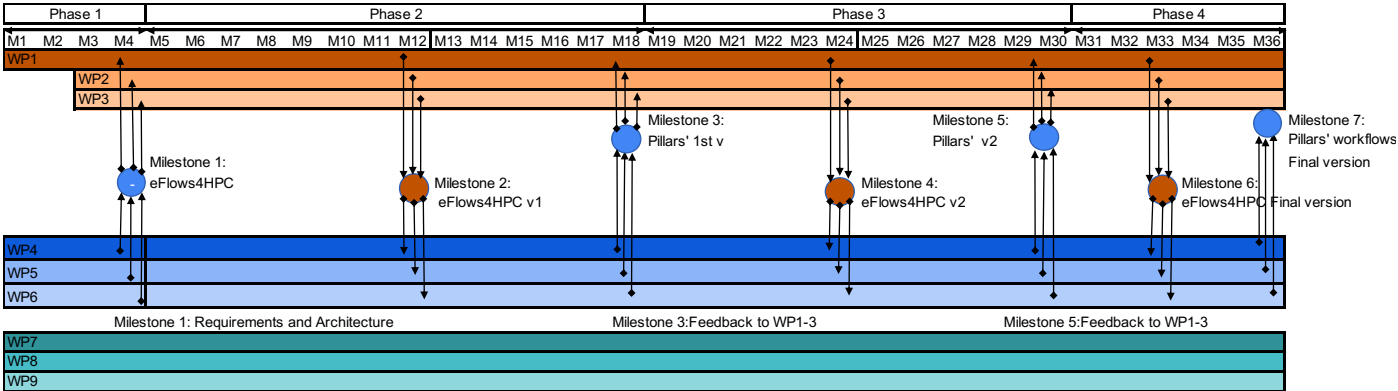 Phase 1 Phase 2 Phase 3 Phase 4
M1 M2 M3 M4 M5 M6 M7 M8 M9 M10 M11 M12 M13 M14 M15 M16 M17 M18 M19 M20 M21 M22 M23 M24 M25 M26 M27 M28 M29 M30 M31 M32 M33 M34 M35 M36
WP1
WP2
WP3
Milestone 1:
eFlows4HPC
-
Milestone 2:
eFlows4HPC v1
Milestone 3:
Pillars' 1st v
Milestone 4:
eFlows4HPC v2
Milestone 5:
Pillars' v2
Milestone 6:
eFlows4HPC Final version
Milestone 7:
Pillars' workflows
Final version
WP4
WP5
WP6
Milestone 1: Requirements and Architecture
Milestone 3:Feedback to WP1-3
Milestone 5:Feedback to WP1-3
WP7
WP8
WP9